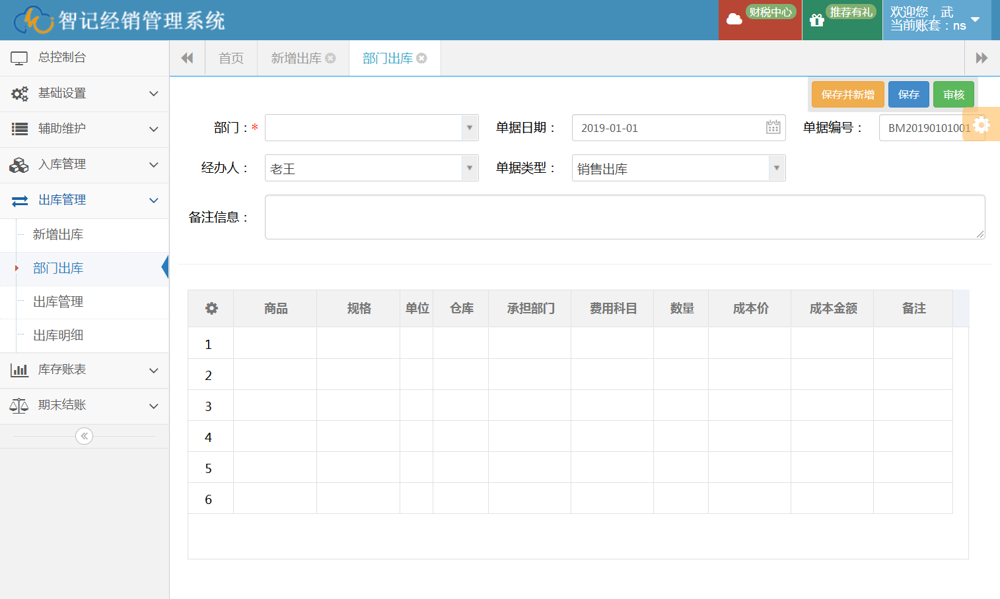 智记经销管理系统
财税中心
推荐有礼
欢迎您，武
当前账套：ns
总控制台
基础设置
辅助维护
入库管理
出库管理
新增出库
部门出库
出库管理
出库明细
库存账表
期末结账
首页
新增出库
部门出库
保存并新增
保存
审核
部门：*
单据日期：
2019-01-01
单据编号：
BM20190101001
经办人：
老王
单据类型：
销售出库
备注信息：
商品
规格
单位
仓库
承担部门
费用科目
数量
成本价
成本金额
备注
1
2
3
4
5
6